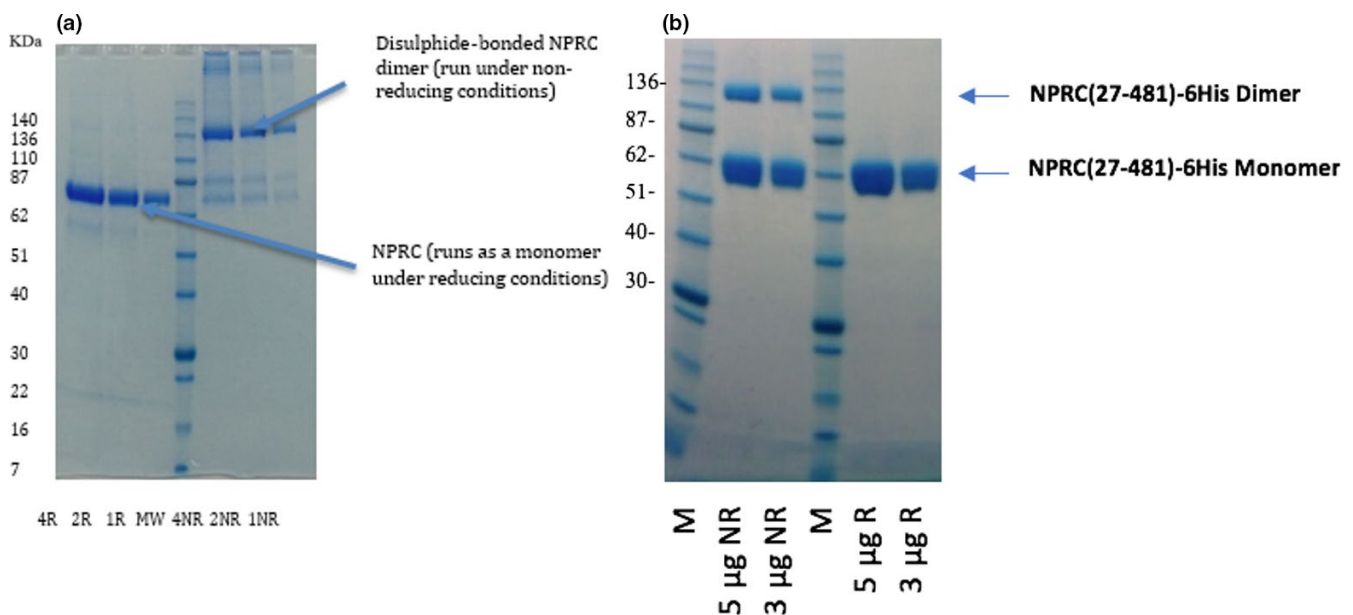 (a)
KDa
140
136
110
87
62
51
40
30
22
16
7
4R 2R 1R MW 4NR 2NR 1NR
Disulphide-bonded NPRC
dimer (run under non-
reducing conditions)
NPRC (runs as a monomer
under reducing conditions)
(b)
136-
87-
62-
51-
40-
30-
NPRC(27-481)-6His Dimer
NPRC(27-481)-6His Monomer
M
5 µg NR
3 µg NR
M
5 µg R
3 µg R